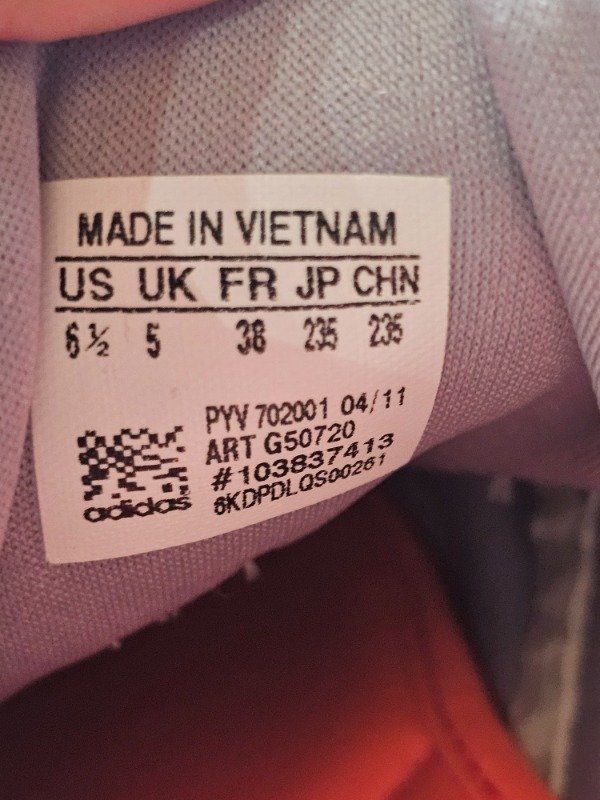 MADE IN VIETNAM
US UK FR JP CHN
6½ 5 38 235 235
PYV 702001 04/11
ART G50720
#103837413
6KDPDLQS00261
adidas